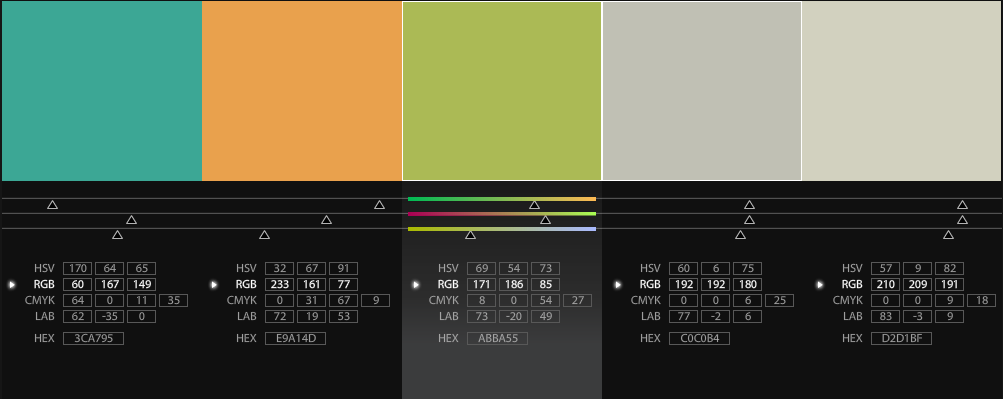 HSV 170 64 65 HSV 32 67 91 HSV 69 54 73 HSV 60 6 75 HSV 57 9 82
RGB 60 167 149 RGB 233 161 77 RGB 171 186 85 RGB 192 192 180 RGB 210 209 191
CMYK 64 0 11 35 CMYK 0 31 67 9 CMYK 8 0 54 27 CMYK 0 0 6 25 CMYK 0 0 9 18
LAB 62 -35 0 LAB 72 19 53 LAB 73 -20 49 LAB 77 -2 6 LAB 83 -3 9
HEX 3CA795 HEX E9A14D HEX ABBA55 HEX C0C0B4 HEX D2D1BF